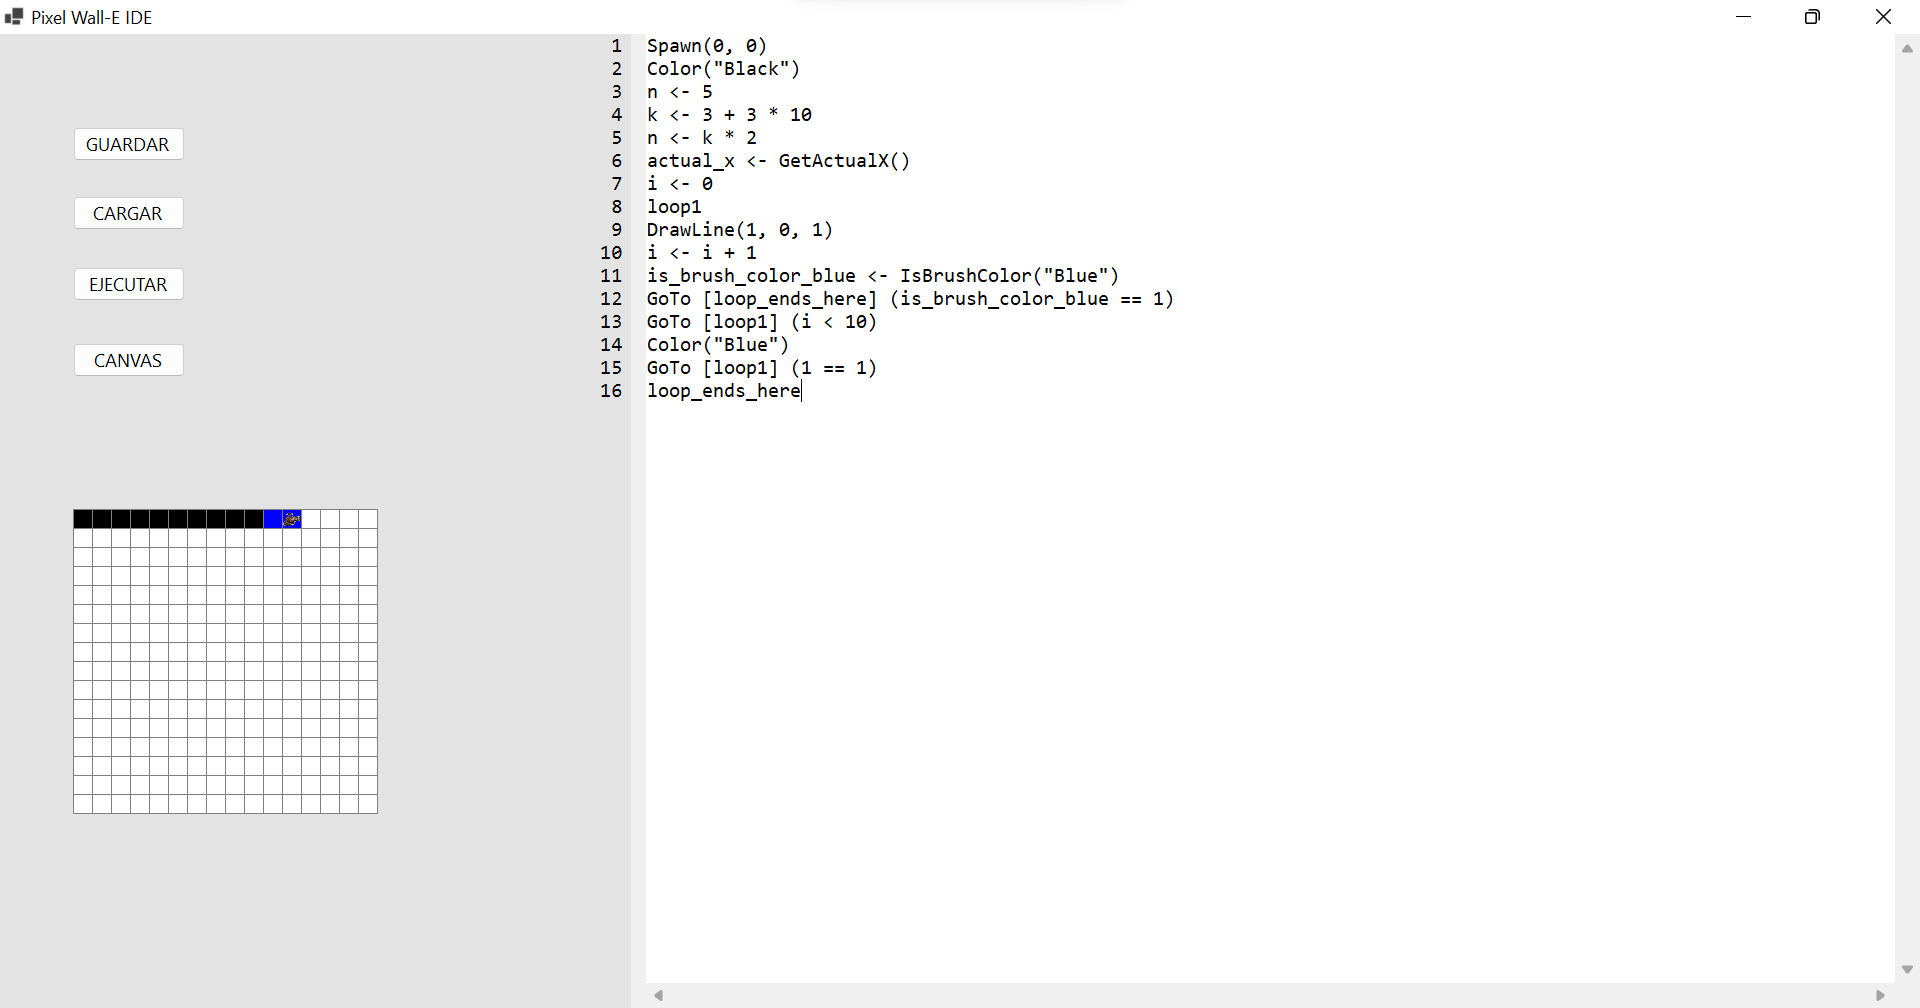 Pixel Wall-E IDE
GUARDAR
CARGAR
EJECUTAR
CANVAS
1 Spawn(0, 0)
2 Color("Black")
3 n <- 5
4 k <- 3 + 3 * 10
5 n <- k * 2
6 actual_x <- GetActualX()
7 i <- 0
8 loop1
9 DrawLine(1, 0, 1)
10 i <- i + 1
11 is_brush_color_blue <- IsBrushColor("Blue")
12 GoTo [loop_ends_here] (is_brush_color_blue == 1)
13 GoTo [loop1] (i < 10)
14 Color("Blue")
15 GoTo [loop1] (1 == 1)
16 loop_ends_here